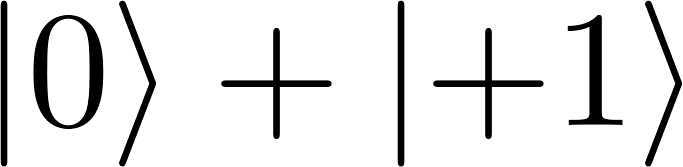 |0⟩ + |+1⟩